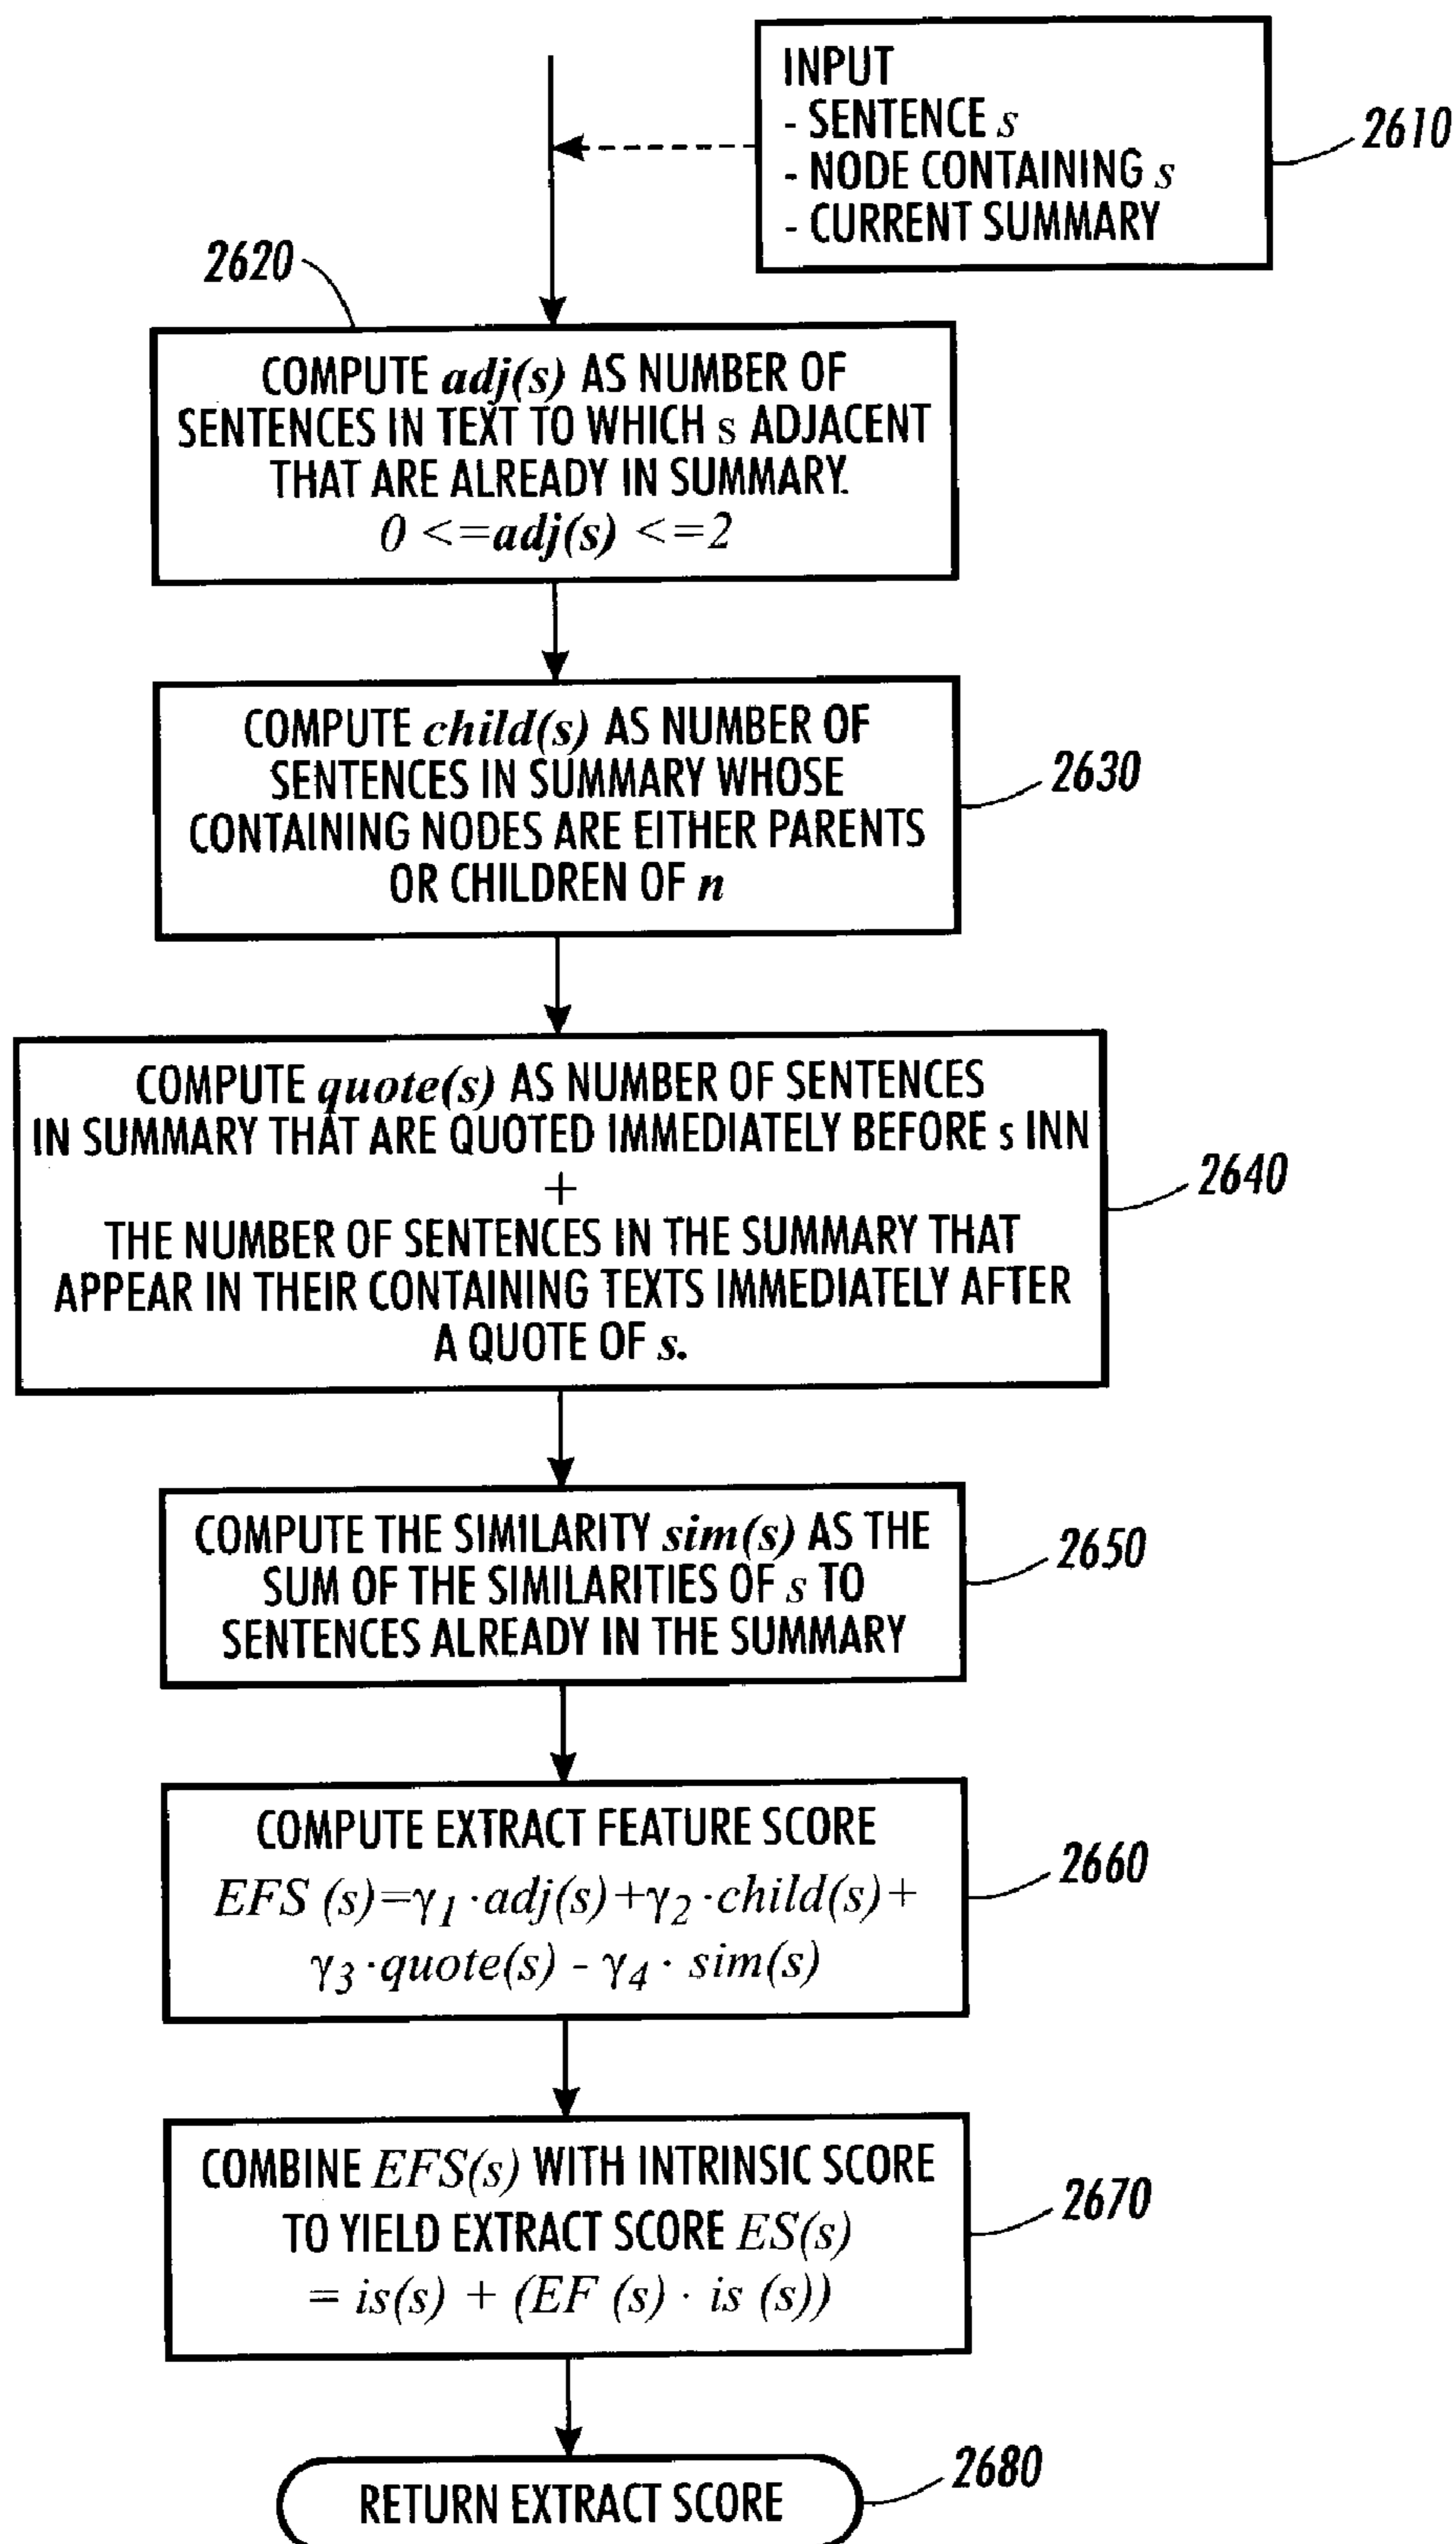 INPUT
- SENTENCE s
- NODE CONTAINING s
- CURRENT SUMMARY
2610
2620
COMPUTE adj(s) AS NUMBER OF
SENTENCES IN TEXT TO WHICH s ADJACENT
THAT ARE ALREADY IN SUMMARY.
0 <=adj(s) <=2
COMPUTE child(s) AS NUMBER OF
SENTENCES IN SUMMARY WHOSE
CONTAINING NODES ARE EITHER PARENTS
OR CHILDREN OF n
2630
COMPUTE quote(s) AS NUMBER OF SENTENCES
IN SUMMARY THAT ARE QUOTED IMMEDIATELY BEFORE s INN
+
THE NUMBER OF SENTENCES IN THE SUMMARY THAT
APPEAR IN THEIR CONTAINING TEXTS IMMEDIATELY AFTER
A QUOTE OF s.
2640
COMPUTE THE SIMILARITY sim(s) AS THE
SUM OF THE SIMILARITIES OF s TO
SENTENCES ALREADY IN THE SUMMARY
2650
COMPUTE EXTRACT FEATURE SCORE
EFS (s)=γ1 ·adj(s)+γ2 ·child(s)+
γ3 ·quote(s) - γ4 · sim(s)
2660
COMBINE EFS(s) WITH INTRINSIC SCORE
TO YIELD EXTRACT SCORE ES(s)
= is(s) + (EF (s) · is (s))
2670
RETURN EXTRACT SCORE
2680